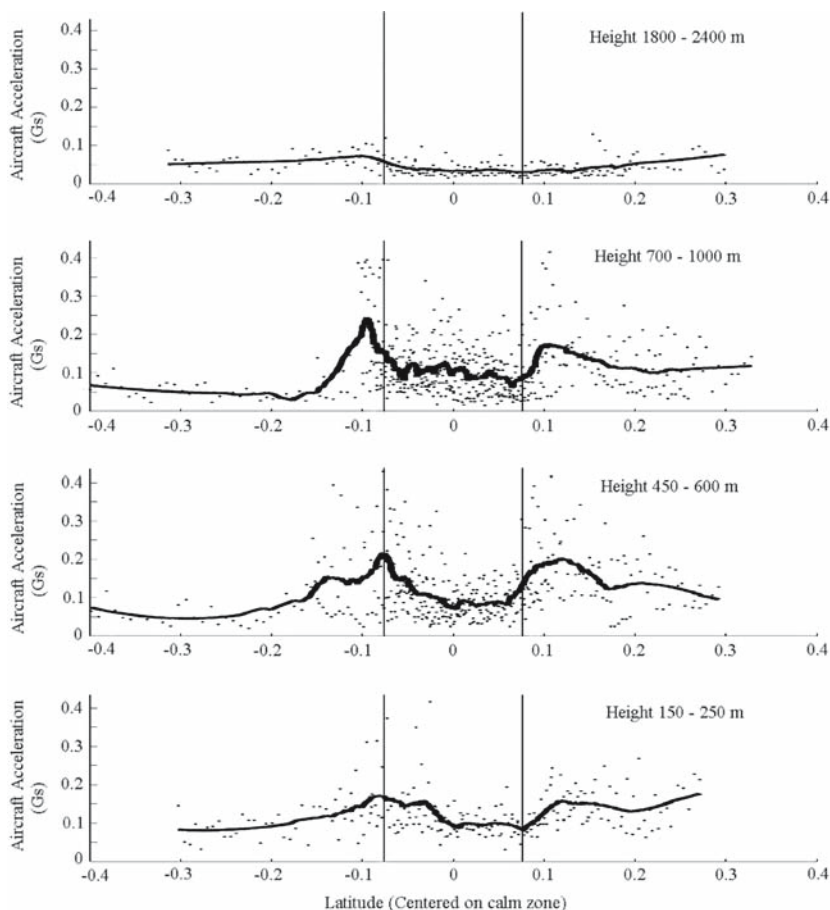 Height 1800 - 2400 m
Aircraft Acceleration
(Gs)
0.4
0.3
0.2
0.1
0
-0.4 -0.3 -0.2 -0.1 0 0.1 0.2 0.3 0.4
Height 700 - 1000 m
Aircraft Acceleration
(Gs)
0.4
0.3
0.2
0.1
0
-0.4 -0.3 -0.2 -0.1 0 0.1 0.2 0.3 0.4
Height 450 - 600 m
Aircraft Acceleration
(Gs)
0.4
0.3
0.2
0.1
0
-0.4 -0.3 -0.2 -0.1 0 0.1 0.2 0.3 0.4
Height 150 - 250 m
Aircraft Acceleration
(Gs)
0.4
0.3
0.2
0.1
0
-0.4 -0.3 -0.2 -0.1 0 0.1 0.2 0.3 0.4
Latitude (Centered on calm zone)